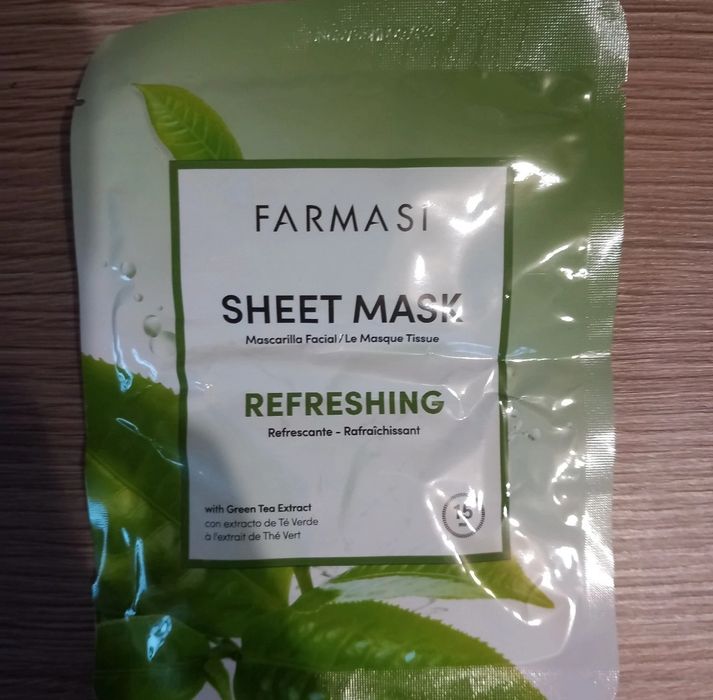 FARMASI
SHEET MASK
Mascarilla Facial/Le Masque Tissue
REFRESHING
Refrescante - Rafraîchissant
with Green Tea Extract
con extracto de Té Verde
à l'extrait de Thé Vert
15